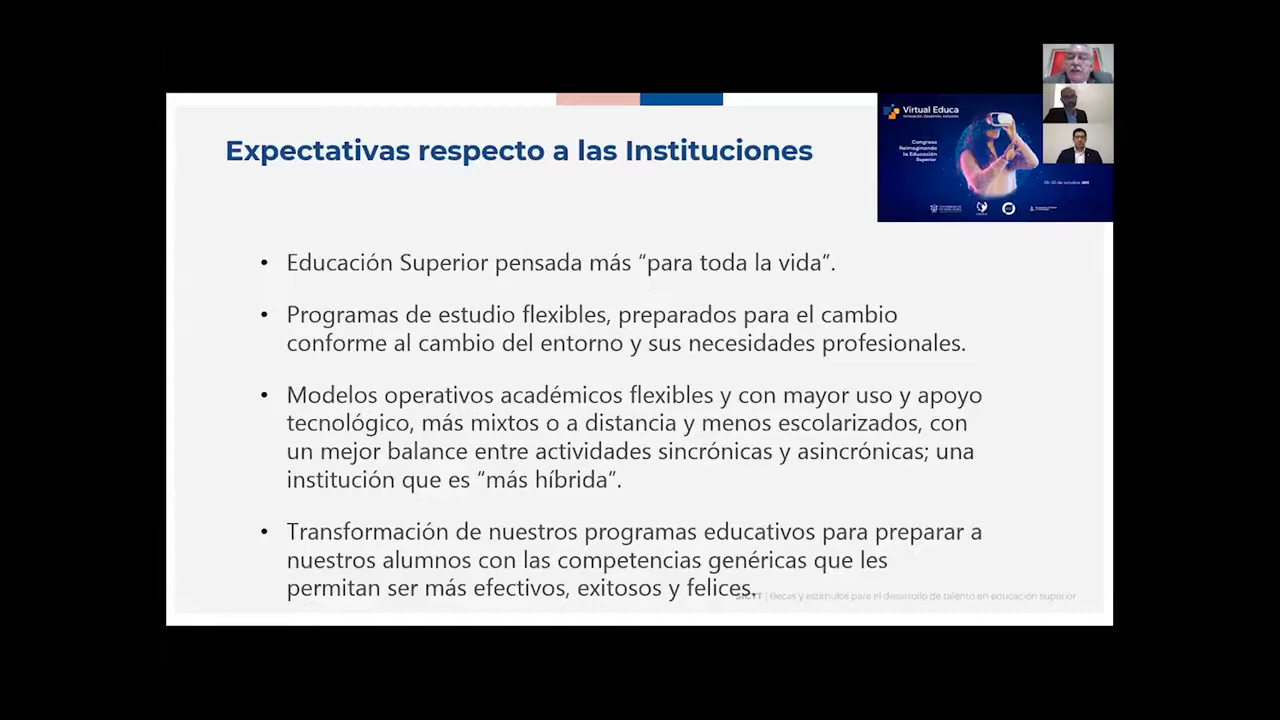 Expectativas respecto a las Instituciones
• Educación Superior pensada más “para toda la vida”.
• Programas de estudio flexibles, preparados para el cambio
conforme al cambio del entorno y sus necesidades profesionales.
• Modelos operativos académicos flexibles y con mayor uso y apoyo
tecnológico, más mixtos o a distancia y menos escolarizados, con
un mejor balance entre actividades sincrónicas y asincrónicas; una
institución que es “más híbrida”.
• Transformación de nuestros programas educativos para preparar a
nuestros alumnos con las competencias genéricas que les
permitan ser más efectivos, exitosos y felices.
SICYT | Becas y estímulos para el desarrollo de talento en educación superior
Virtual Educa
Congreso
Reimaginando
la Educación
Superior
de octubre 2021